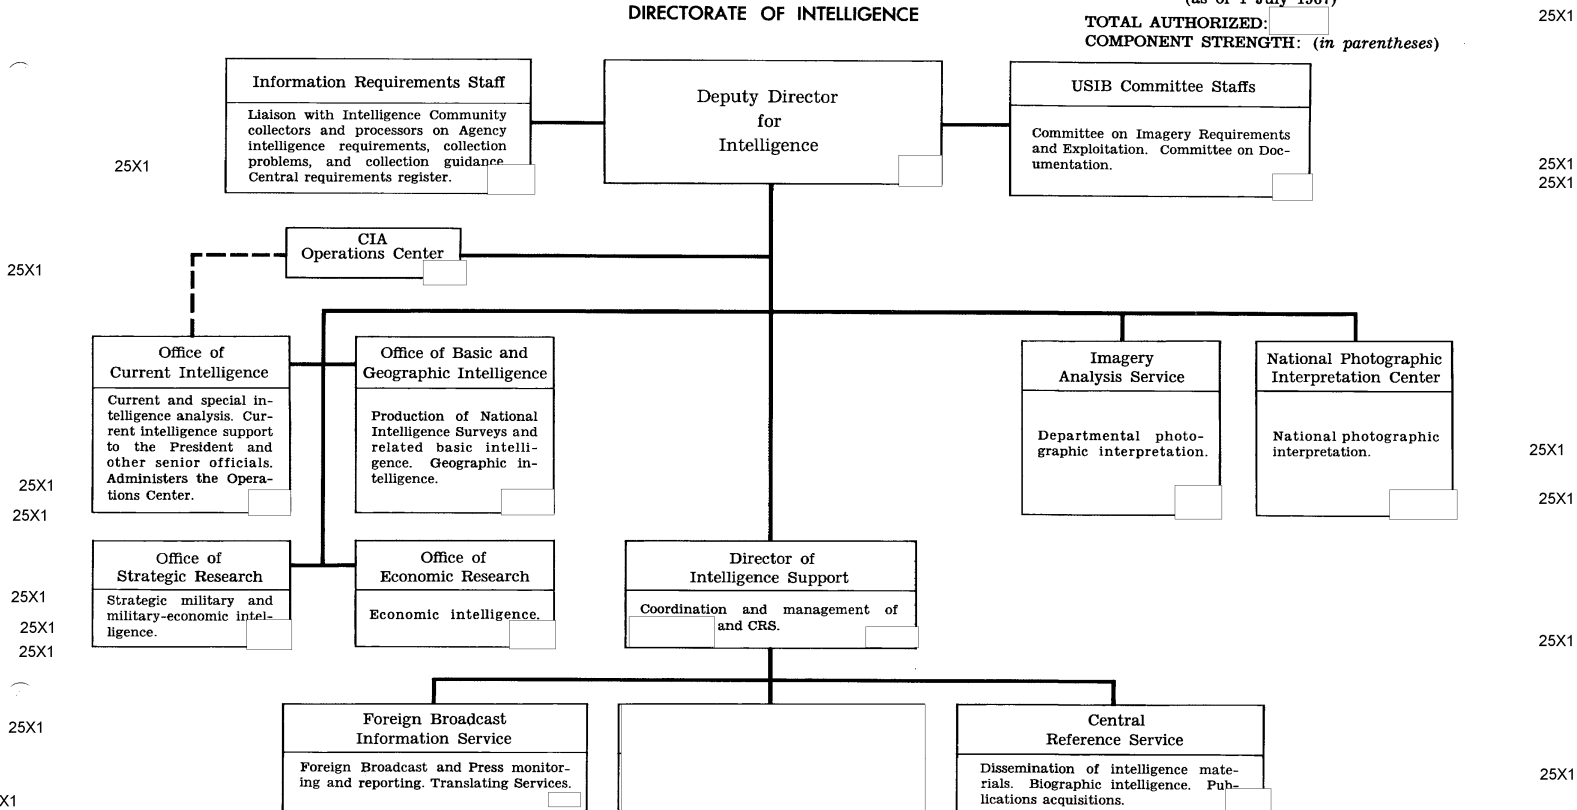 (as of 1 July 1967)
DIRECTORATE OF INTELLIGENCE
25X1
TOTAL AUTHORIZED:
COMPONENT STRENGTH: (in parentheses)
Information Requirements Staff
Liaison with Intelligence Community
collectors and processors on Agency
intelligence requirements, collection
problems, and collection guidance
Central requirements register.
25X1
Deputy Director
for
Intelligence
USIB Committee Staffs
Committee on Imagery Requirements
and Exploitation. Committee on Doc-
umentation.
25X1
25X1
CIA
Operations Center
25X1
Office of
Current Intelligence
Current and special in-
telligence analysis. Cur-
rent intelligence support
to the President and
other senior officials.
Administers the Opera-
tions Center.
25X1
25X1
Office of Basic and
Geographic Intelligence
Production of National
Intelligence Surveys and
related basic intelli-
gence. Geographic in-
telligence.
Imagery
Analysis Service
Departmental photo-
graphic interpretation.
National Photographic
Interpretation Center
National photographic
interpretation.
25X1
25X1
Office of
Strategic Research
Strategic military and
military-economic intel-
ligence.
25X1
25X1
25X1
Office of
Economic Research
Economic intelligence.
Director of
Intelligence Support
Coordination and management of
and CRS.
25X1
Foreign Broadcast
Information Service
Foreign Broadcast and Press monitor-
ing and reporting. Translating Services.
25X1
X1
Central
Reference Service
Dissemination of intelligence mate-
rials. Biographic intelligence. Pub-
lications acquisitions.
25X1